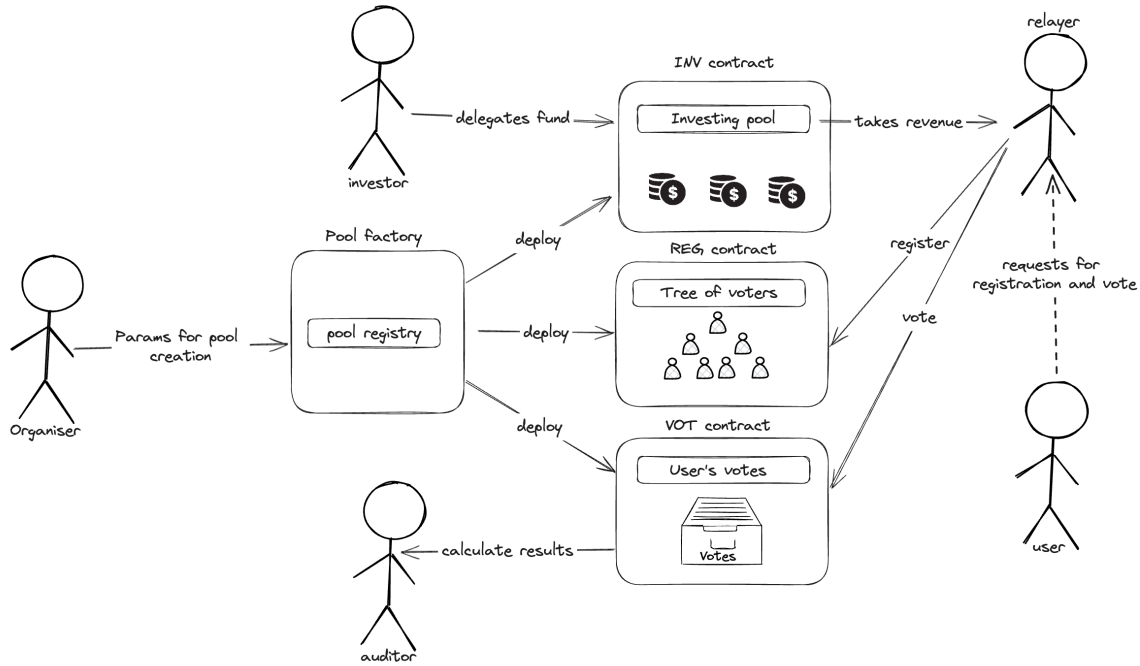 relayer
INV contract
delegates fund
Investing pool
takes revenue
investor
$
$
$
Pool factory
deploy
REG contract
register
requests for
registration and vote
Tree of voters
pool registry
deploy
vote
Params for pool
creation
Organiser
deploy
VOT contract
User's votes
calculate results
Votes
user
auditor